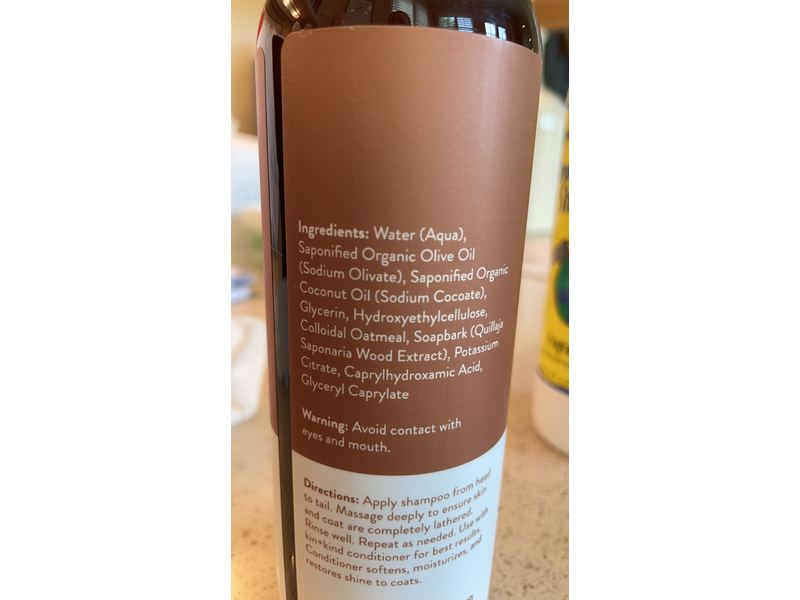 Ingredients: Water (Aqua),
Saponified Organic Olive Oil
(Sodium Olivate), Saponified Organic
Coconut Oil (Sodium Cocoate),
Glycerin, Hydroxyethylcellulose,
Colloidal Oatmeal, Soapbark (Quillaja
Saponaria Wood Extract), Potassium
Citrate, Caprylhydroxamic Acid,
Glyceryl Caprylate
Warning: Avoid contact with
eyes and mouth.
Directions: Apply shampoo from head
to tail. Massage deeply to ensure skin
and coat are completely lathered.
Rinse well. Repeat as needed. Use with
kin+kind conditioner for best results.
Conditioner softens, moisturizes, and
restores shine to coats.